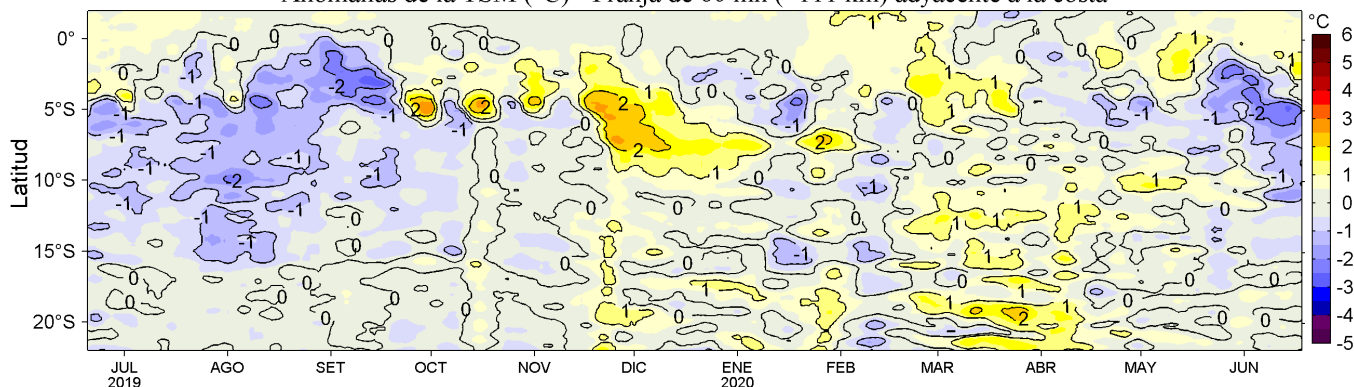 Anomalías de la TSM (°C) - Franja de 60 mn (~111 km) adyacente a la costa
°C
6
5
4
3
2
1
0
-1
-2
-3
-4
-5
Latitud
0°
5°S
10°S
15°S
20°S
JUL AGO SET OCT NOV DIC ENE FEB MAR ABR MAY JUN
2019 2020